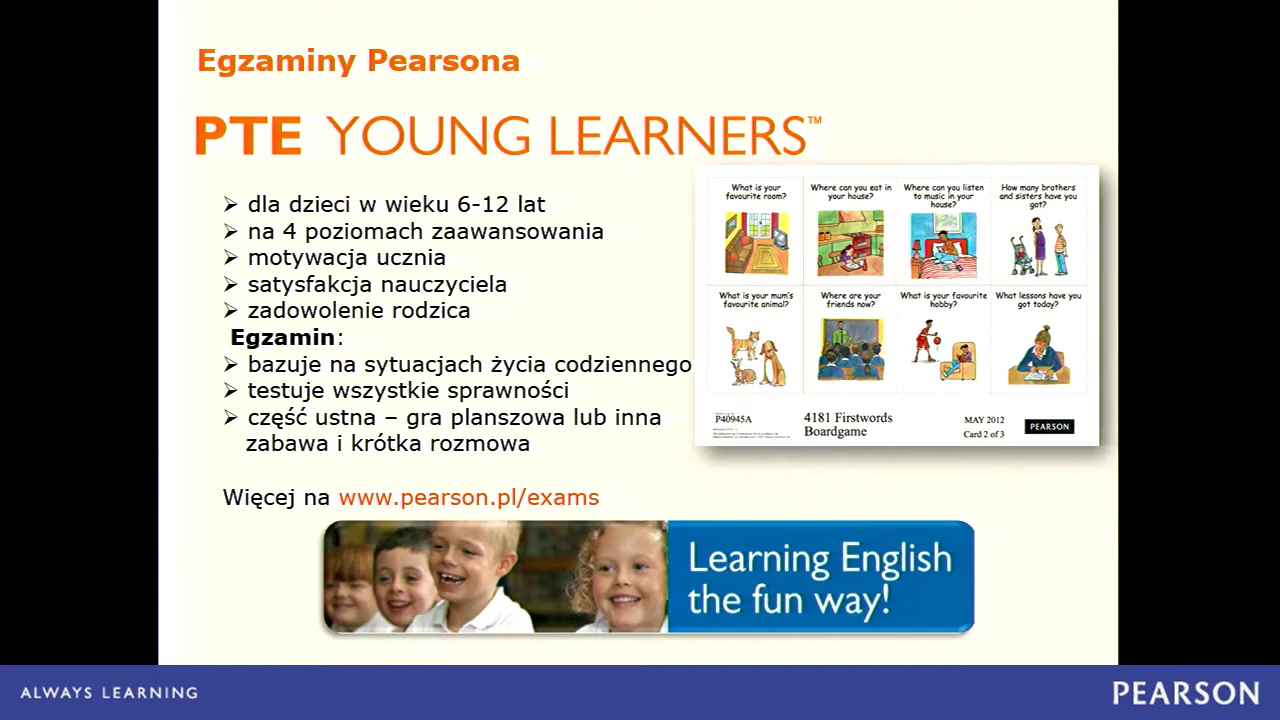 Egzaminy Pearsona
PTE YOUNG LEARNERS™
➢ dla dzieci w wieku 6-12 lat
➢ na 4 poziomach zaawansowania
➢ motywacja ucznia
➢ satysfakcja nauczyciela
➢ zadowolenie rodzica
Egzamin:
➢ bazuje na sytuacjach życia codziennego
➢ testuje wszystkie sprawności
➢ część ustna – gra planszowa lub inna
zabawa i krótka rozmowa
Więcej na www.pearson.pl/exams
What is your
favourite room?
Where can you eat in
your house?
Where can you listen
to music in your
house?
How many brothers
and sisters have you
got?
What is your mum's
favourite animal?
Where are your
friends now?
What is your favourite
hobby?
What lessons have you
got today?
P40945A
4181 Firstwords
Boardgame
MAY 2012
Card 2 of 3
PEARSON
Learning English
the fun way!
ALWAYS LEARNING
PEARSON